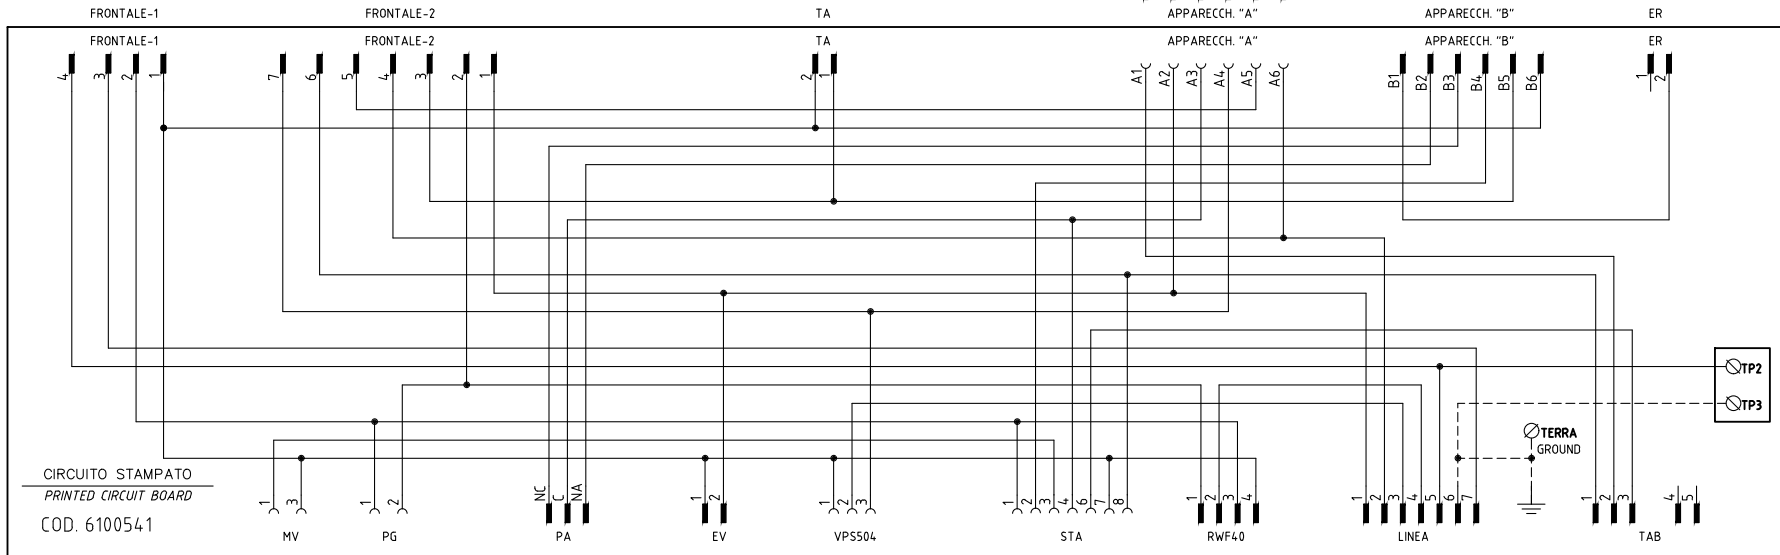 FRONTALE-1 FRONTALE-2 TA APPARECCH. "A" APPARECCH. "B" ER
FRONTALE-1 FRONTALE-2 TA APPARECCH. "A" APPARECCH. "B" ER
4 3 2 1 7 6 5 4 3 2 1 2 1 A1 A2 A3 A4 A5 A6 B1 B2 B3 B4 B5 B6 1 2
TP2
TP3
TERRA
GROUND
CIRCUITO STAMPATO
PRINTED CIRCUIT BOARD
COD. 6100541
1 3 1 2 NC C NA 1 2 1 2 3 1 2 3 4 6 7 8 1 2 3 4 1 2 3 4 5 6 7 1 2 3 4 5
MV PG PA EV VPS504 STA RWF40 LINEA TAB